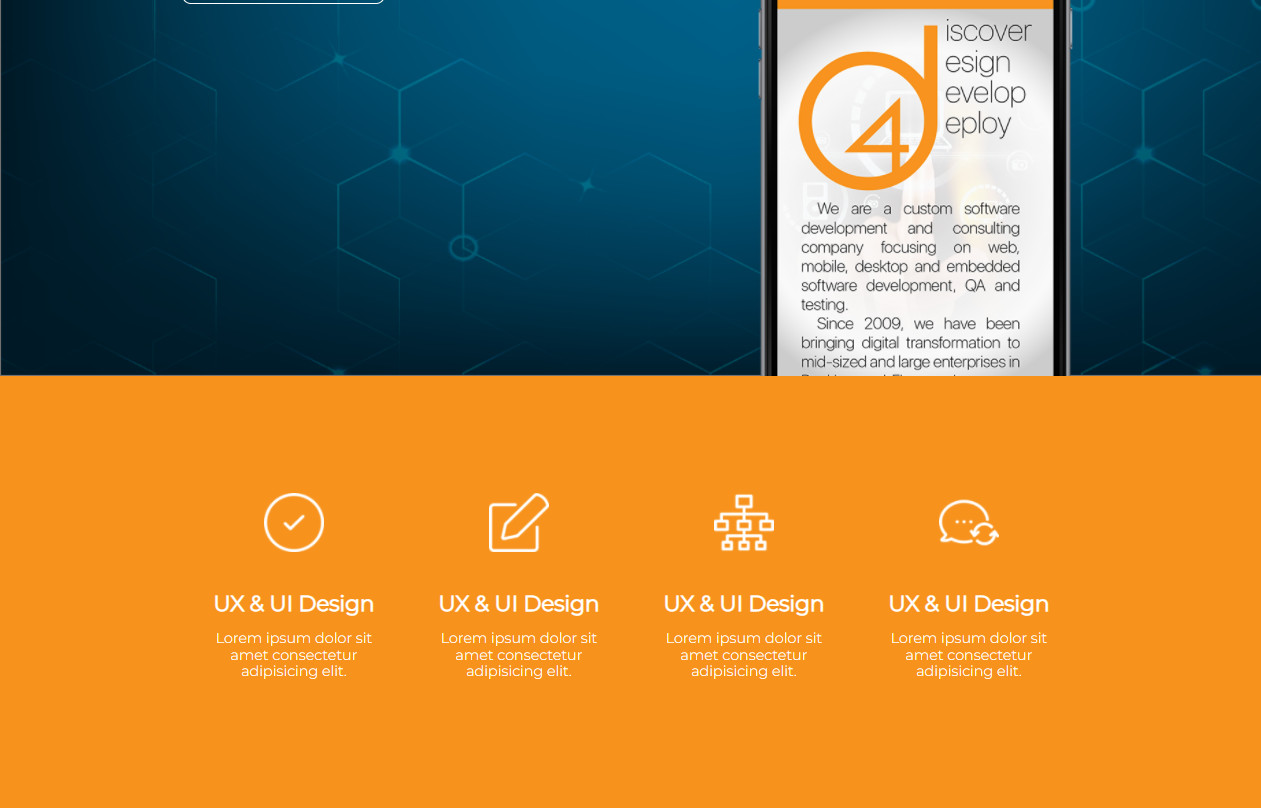 iscover
esign
evelop
eploy
d4
We are a custom software
development and consulting
company focusing on web,
mobile, desktop and embedded
software development, QA and
testing.
Since 2009, we have been
bringing digital transformation to
mid-sized and large enterprises in
UX & UI Design
Lorem ipsum dolor sit
amet consectetur
adipisicing elit.
UX & UI Design
Lorem ipsum dolor sit
amet consectetur
adipisicing elit.
UX & UI Design
Lorem ipsum dolor sit
amet consectetur
adipisicing elit.
UX & UI Design
Lorem ipsum dolor sit
amet consectetur
adipisicing elit.